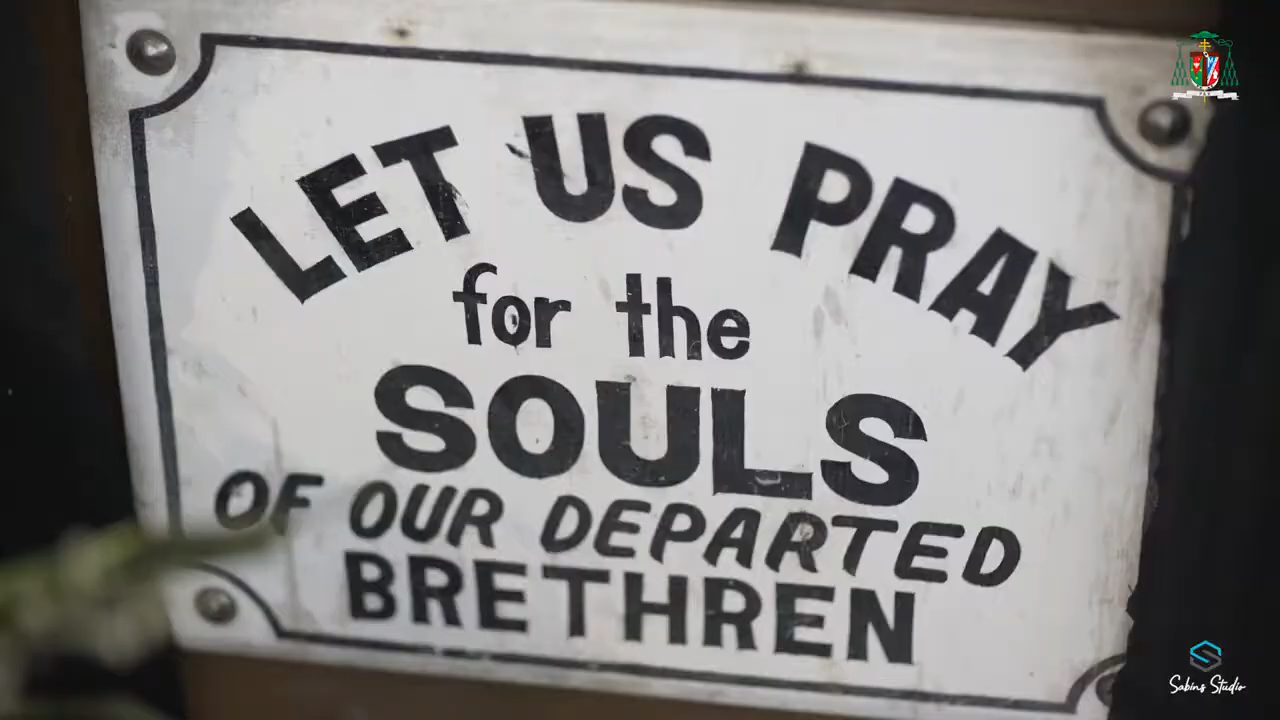 LET US PRAY
for the
SOULS
OF OUR DEPARTED
BRETHREN
Sabins Studio